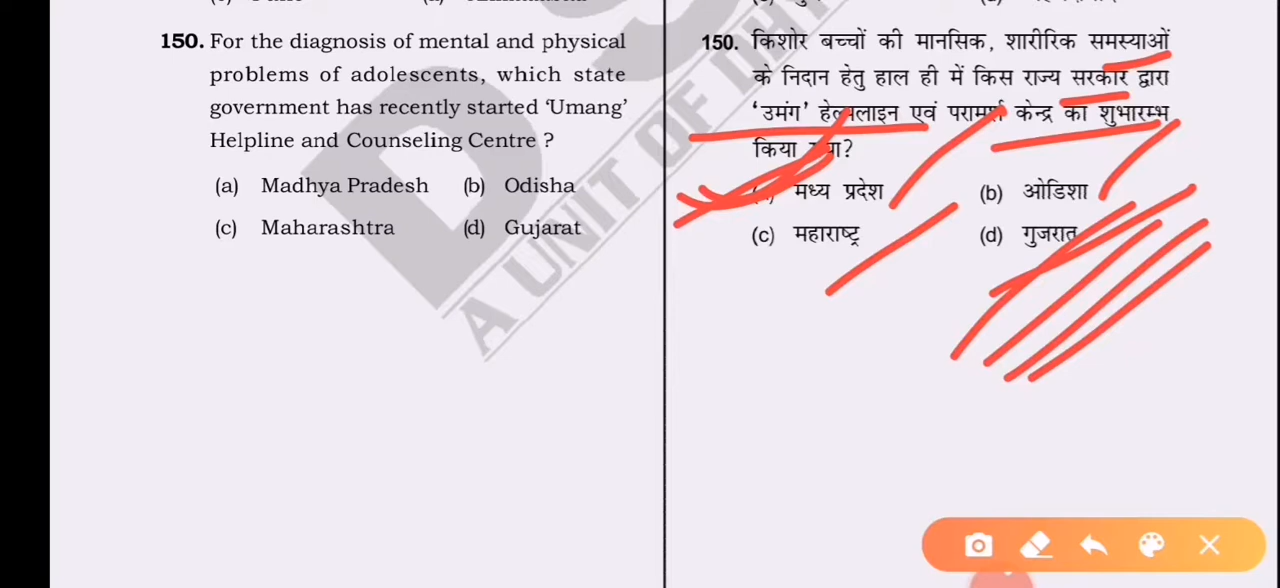 150. For the diagnosis of mental and physical
problems of adolescents, which state
government has recently started ‘Umang’
Helpline and Counseling Centre ?
(a) Madhya Pradesh (b) Odisha
(c) Maharashtra (d) Gujarat
150. किशोर बच्चों की मानसिक, शारीरिक समस्याओं
के निदान हेतु हाल ही में किस राज्य सरकार द्वारा
‘उमंग’ हेल्पलाइन एवं परामर्श केन्द्र का शुभारम्भ
किया गया?
(a) मध्य प्रदेश (b) ओडिशा
(c) महाराष्ट्र (d) गुजरात
A UNIT OF